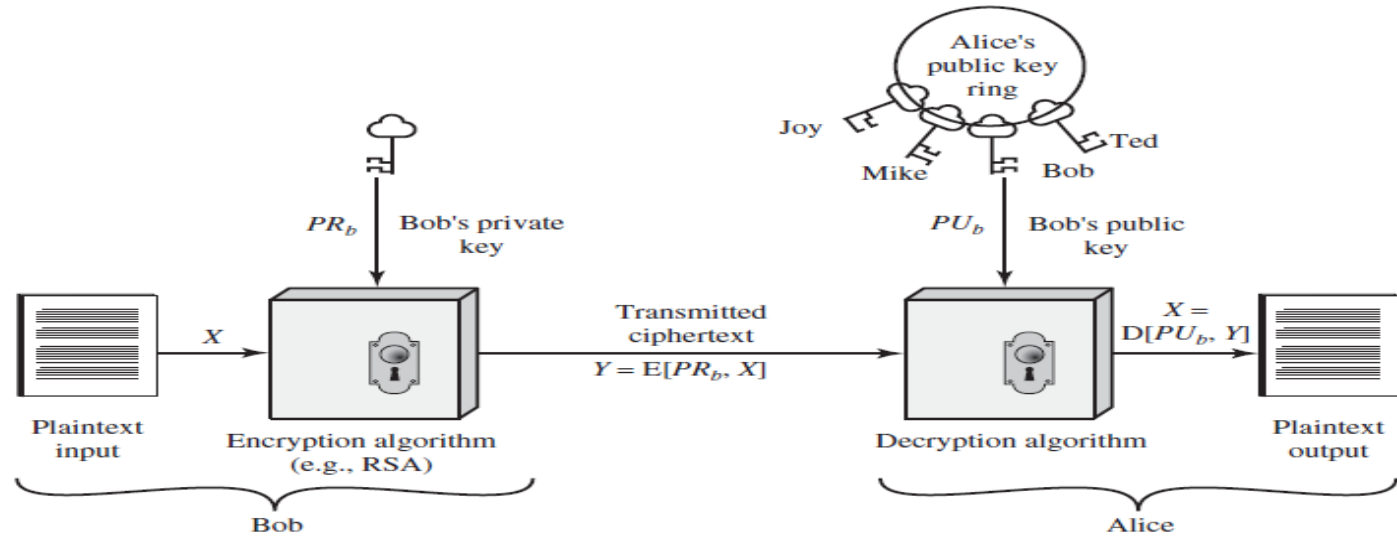 Alice's
public key
ring
Joy
Mike
Bob
Ted
PR_b
Bob's private
key
PU_b
Bob's public
key
X
Transmitted
ciphertext
Y = E[PR_b, X]
X =
D[PU_b, Y]
Plaintext
input
Encryption algorithm
(e.g., RSA)
Decryption algorithm
Plaintext
output
Bob
Alice